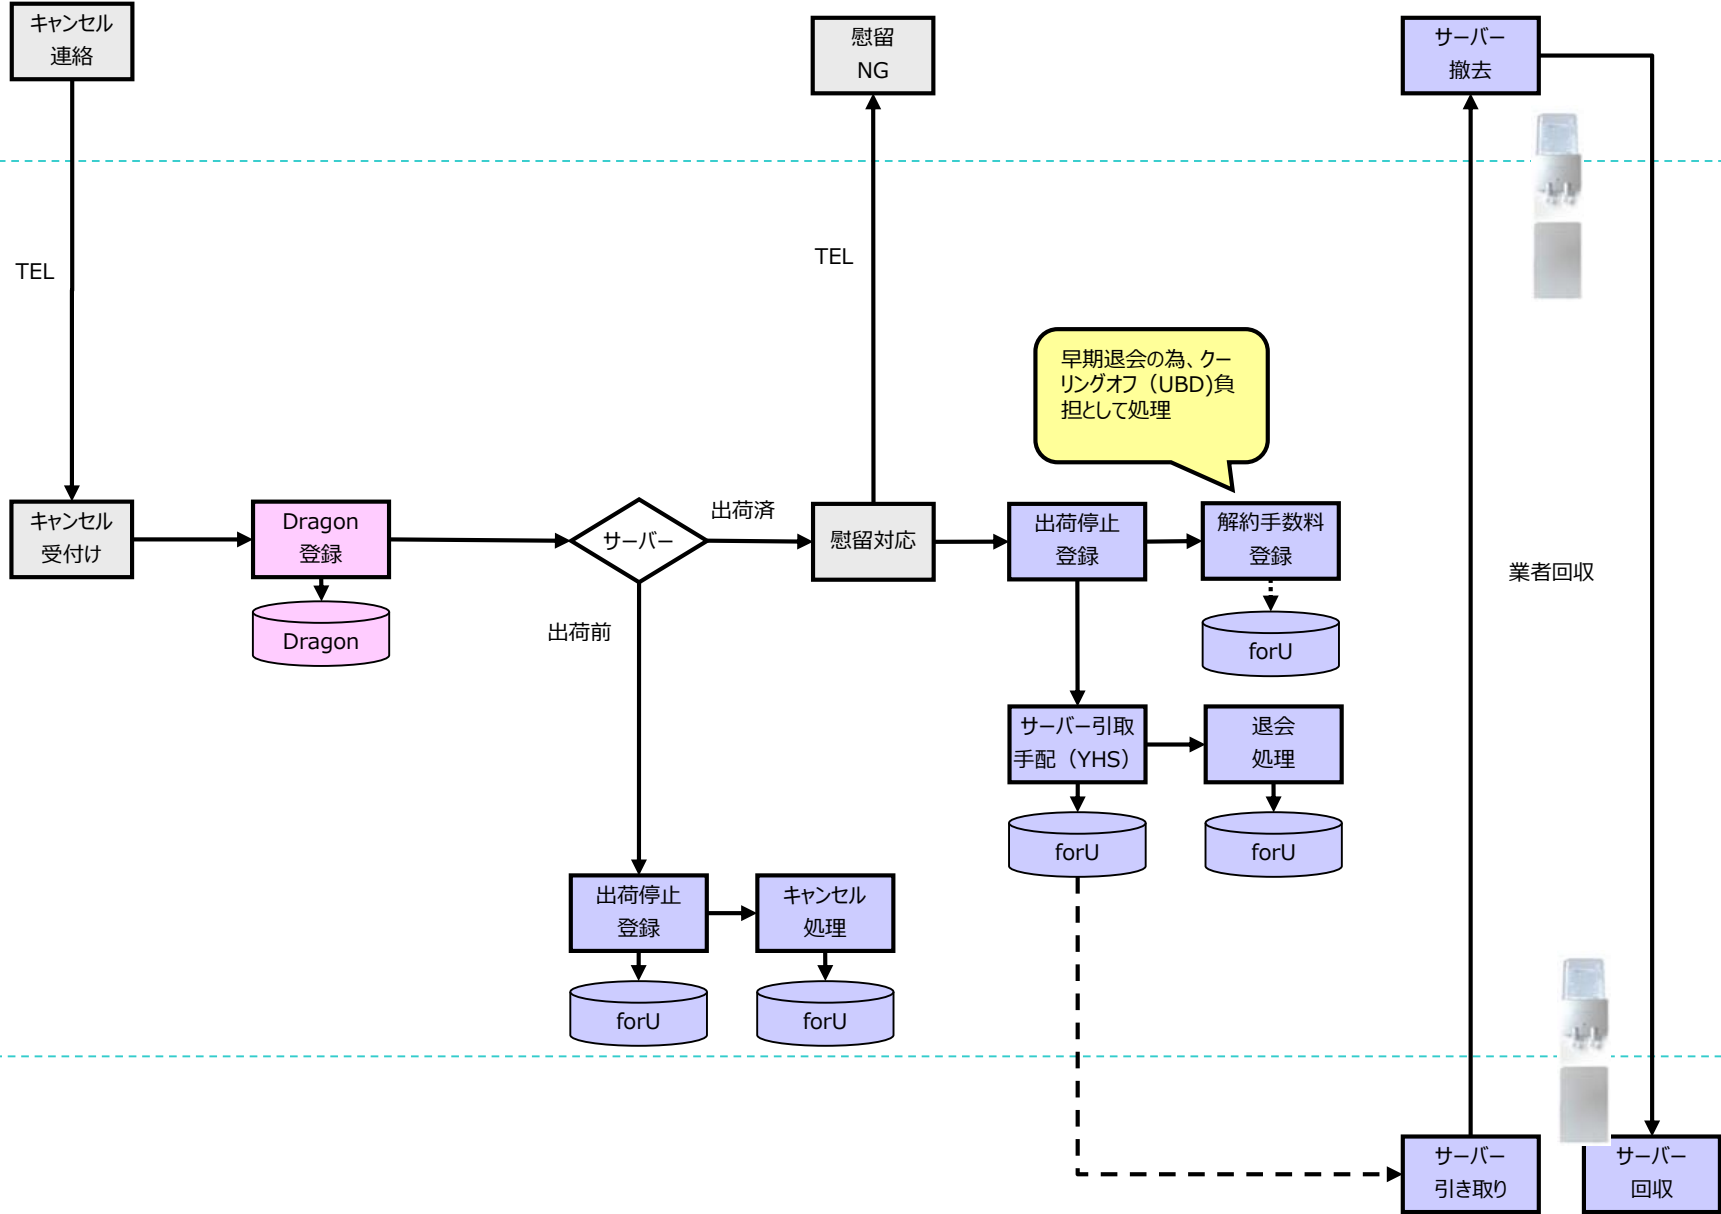 キャンセル
連絡
慰留
NG
サーバー
撤去
TEL
TEL
早期退会の為、クー
リングオフ（UBD)負
担として処理
キャンセル
受付け
Dragon
登録
Dragon
サーバー
出荷済
出荷前
慰留対応
出荷停止
登録
解約手数料
登録
forU
業者回収
サーバー引取
手配（YHS）
forU
退会
処理
forU
出荷停止
登録
forU
キャンセル
処理
forU
サーバー
引き取り
サーバー
回収